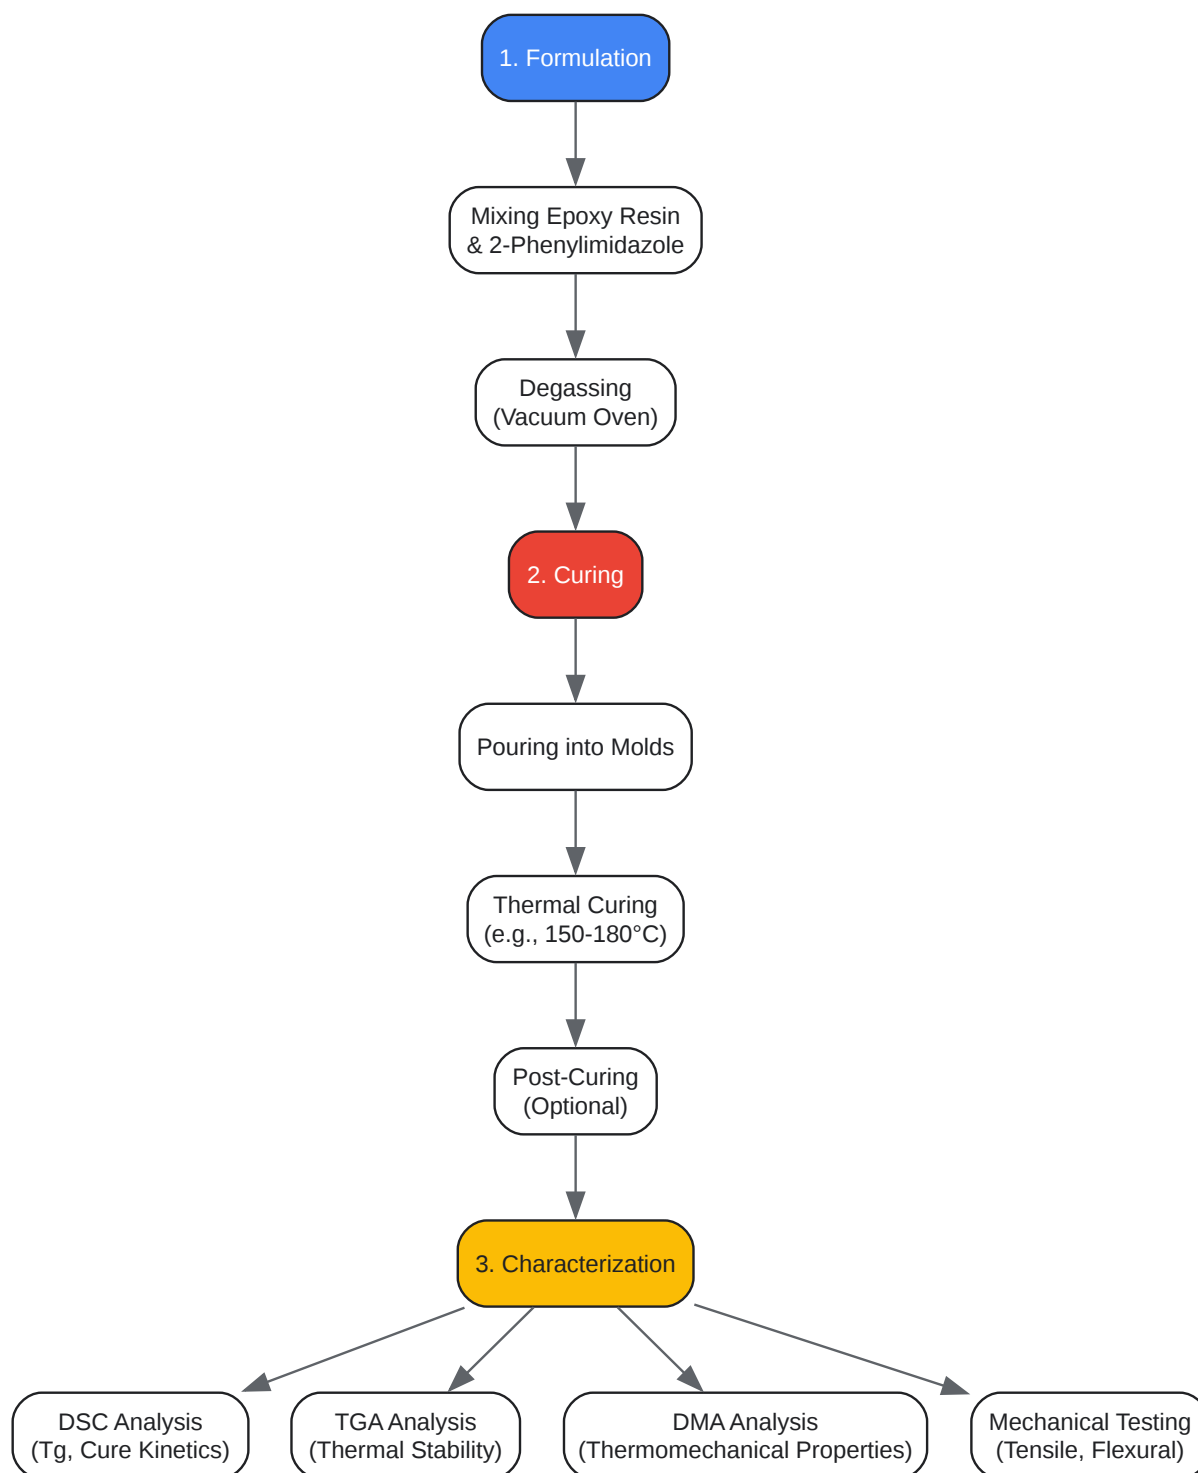 1. Formulation
Mixing Epoxy Resin
& 2-Phenylimidazole
Degassing
(Vacuum Oven)
2. Curing
Pouring into Molds
Thermal Curing
(e.g., 150-180°C)
Post-Curing
(Optional)
3. Characterization
DSC Analysis
(Tg, Cure Kinetics)
TGA Analysis
(Thermal Stability)
DMA Analysis
(Thermomechanical Properties)
Mechanical Testing
(Tensile, Flexural)